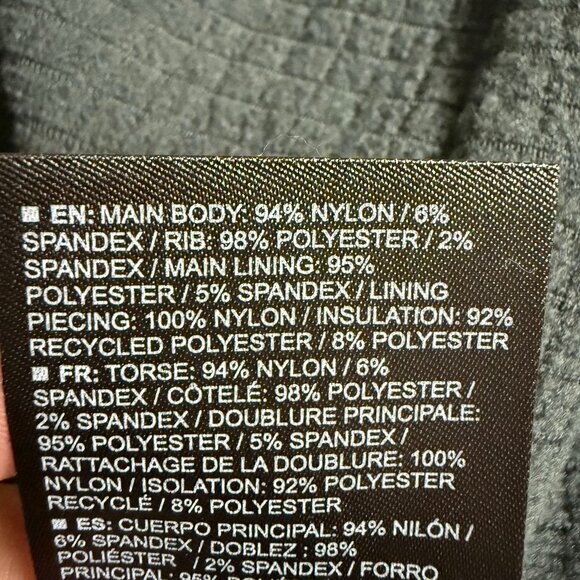 EN: MAIN BODY: 94% NYLON / 6%
SPANDEX / RIB: 98% POLYESTER / 2%
SPANDEX / MAIN LINING: 95%
POLYESTER / 5% SPANDEX / LINING
PIECING: 100% NYLON / INSULATION: 92%
RECYCLED POLYESTER / 8% POLYESTER
FR: TORSE: 94% NYLON / 6%
SPANDEX / CÔTELÉ: 98% POLYESTER /
2% SPANDEX / DOUBLURE PRINCIPALE:
95% POLYESTER / 5% SPANDEX /
RATTACHAGE DE LA DOUBLURE: 100%
NYLON / ISOLATION: 92% POLYESTER
RECYCLÉ / 8% POLYESTER
ES: CUERPO PRINCIPAL: 94% NILÓN /
6% SPANDEX / DOBLEZ : 98%
POLIÉSTER / 2% SPANDEX / FORRO
PRINCIPAL: 95%